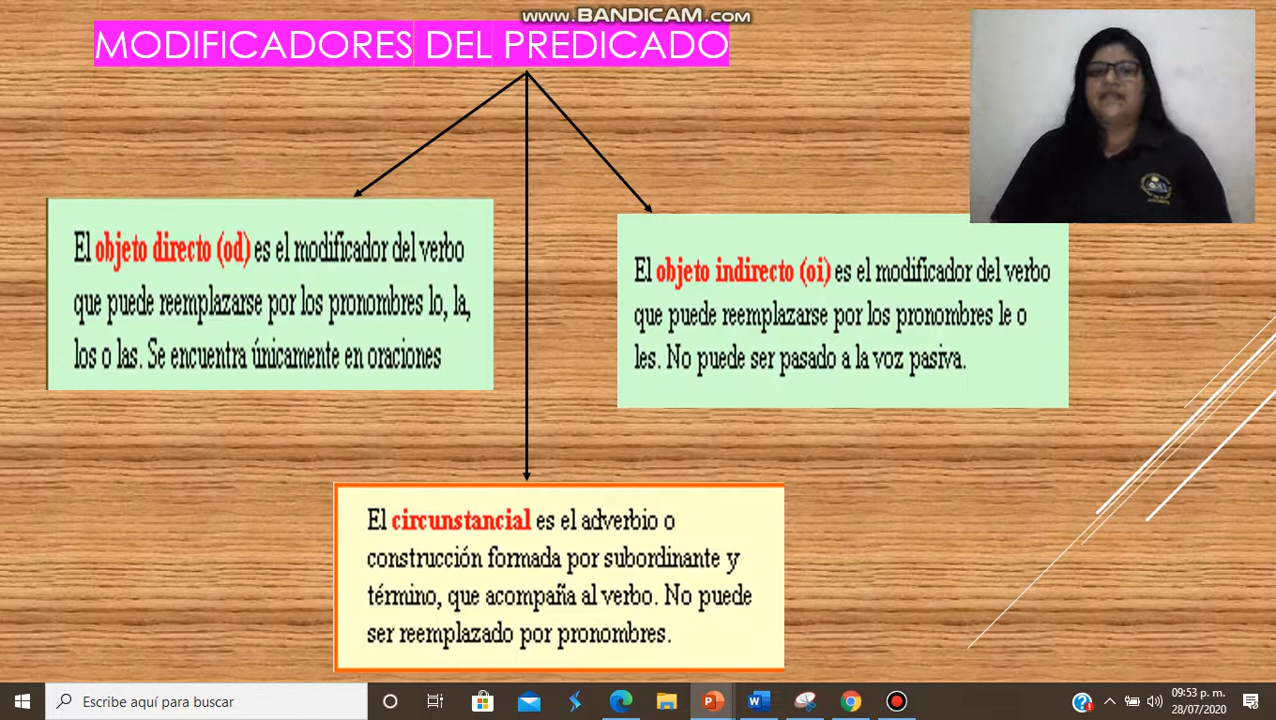 www.BANDICAM.com
MODIFICADORES DEL PREDICADO
El objeto directo (od) es el modificador del verbo
que puede reemplazarse por los pronombres lo, la,
los o las. Se encuentra únicamente en oraciones
El objeto indirecto (oi) es el modificador del verbo
que puede reemplazarse por los pronombres le o
les. No puede ser pasado a la voz pasiva.
El circunstancial es el adverbio o
construcción formada por subordinante y
término, que acompaña al verbo. No puede
ser reemplazado por pronombres.
Escribe aquí para buscar
09:53 p. m.
28/07/2020